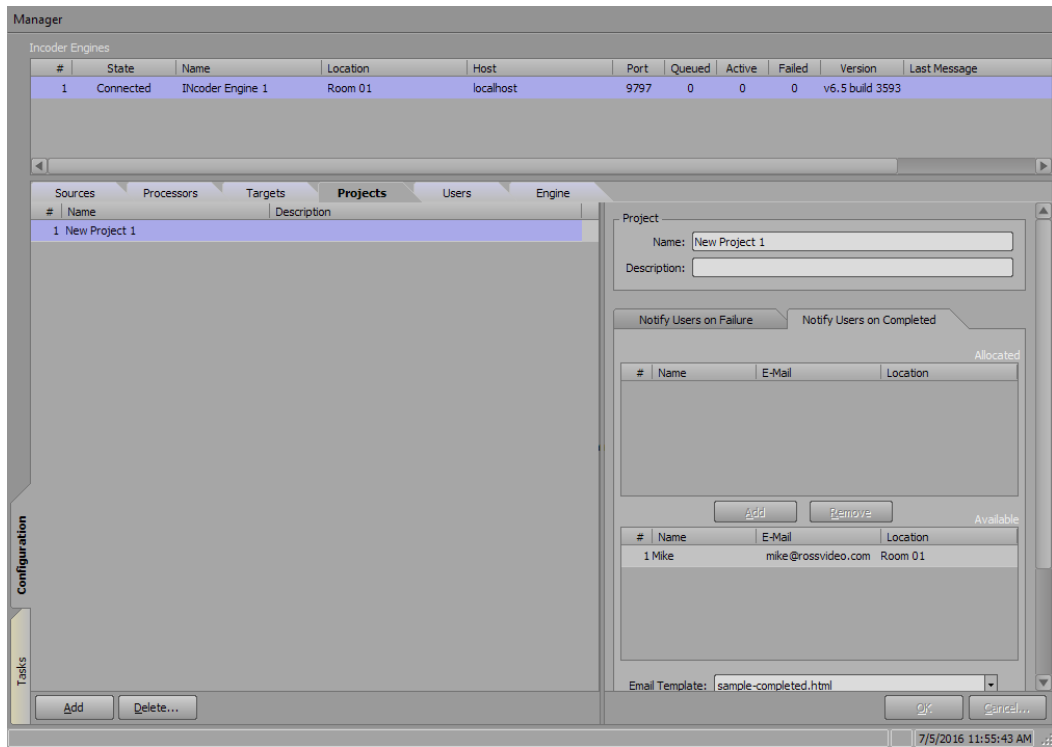 Manager
Incoder Engines
# State Name Location Host Port Queued Active Failed Version Last Message
1 Connected INcoder Engine 1 Room 01 localhost 9797 0 0 0 v6.5 build 3593
Sources Processors Targets Projects Users Engine
# Name Description
1 New Project 1
Project
Name: New Project 1
Description:
Notify Users on Failure Notify Users on Completed
Allocated
# Name E-Mail Location
Add Remove
Available
# Name E-Mail Location
1 Mike mike@rossvideo.com Room 01
Email Template: sample-completed.html
Configuration
Tasks
Add Delete...
OK Cancel...
7/5/2016 11:55:43 AM